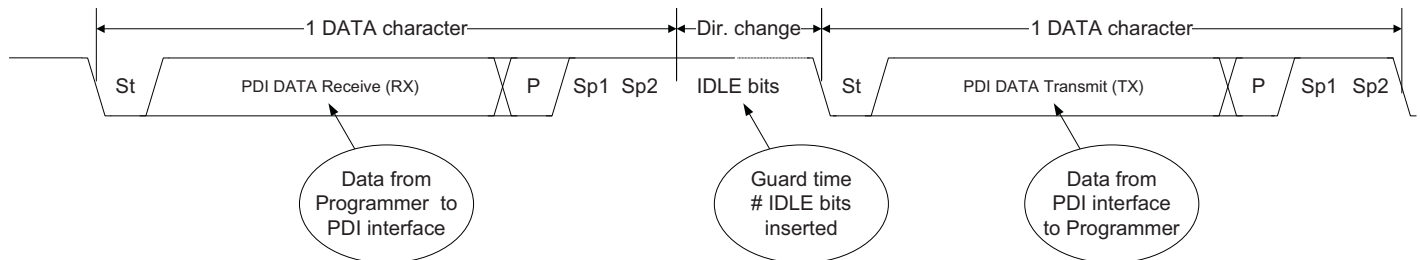 1 DATA character
Dir. change
1 DATA character
St
PDI DATA Receive (RX)
P
Sp1
Sp2
IDLE bits
St
PDI DATA Transmit (TX)
P
Sp1
Sp2
Data from
Programmer to
PDI interface
Guard time
# IDLE bits
inserted
Data from
PDI interface
to Programmer